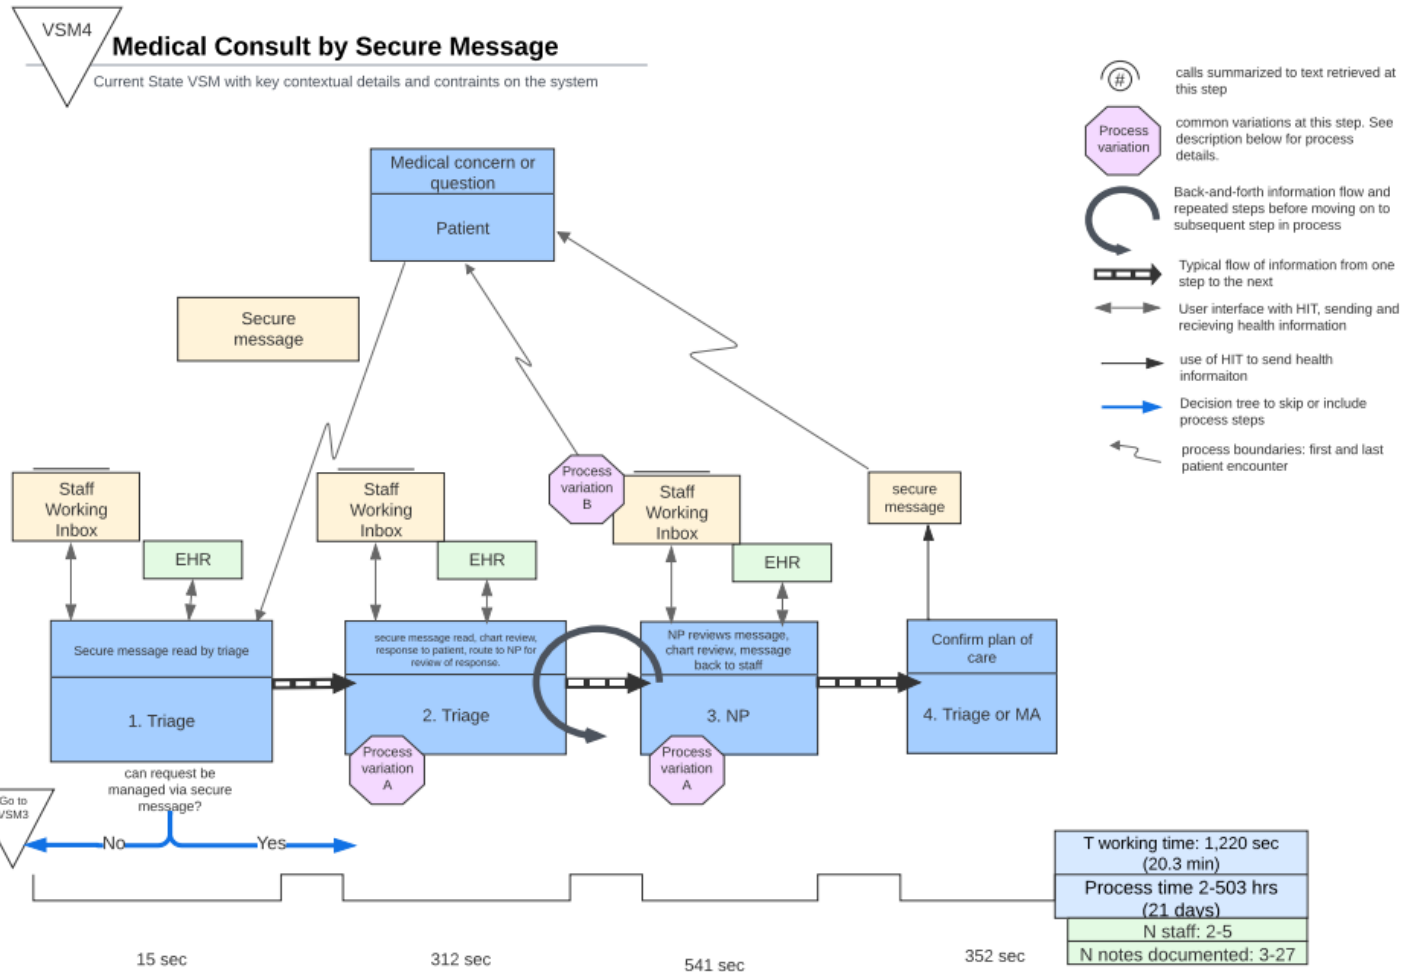 VSM4
Medical Consult by Secure Message
Current State VSM with key contextual details and contraints on the system
#
calls summarized to text retrieved at
this step
Process
variation
common variations at this step. See
description below for process
details.
Back-and-forth information flow and
repeated steps before moving on to
subsequent step in process
Typical flow of information from one
step to the next
User interface with HIT, sending and
recieving health information
use of HIT to send health
informaiton
Decision tree to skip or include
process steps
process boundaries: first and last
patient encounter
Medical concern or
question
Patient
Secure
message
Staff
Working
Inbox
EHR
Staff
Working
Inbox
EHR
Process
variation
B
Staff
Working
Inbox
EHR
secure
message
Secure message read by triage
1. Triage
secure message read, chart review,
response to patient, route to NP for
review of response.
2. Triage
Process
variation
A
NP reviews message,
chart review, message
back to staff
3. NP
Process
variation
A
Confirm plan of
care
4. Triage or MA
can request be
managed via secure
message?
Go to
VSM3
No
Yes
T working time: 1,220 sec
(20.3 min)
Process time 2-503 hrs
(21 days)
N staff: 2-5
N notes documented: 3-27
15 sec
312 sec
541 sec
352 sec